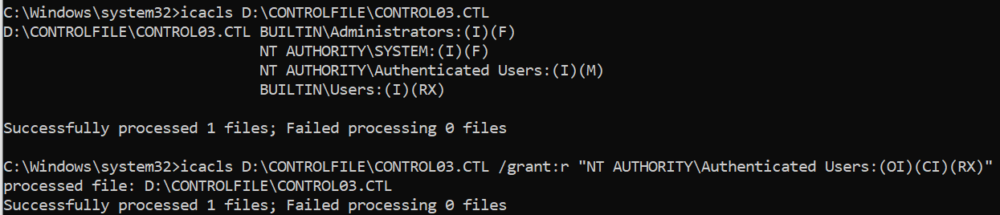 C:\Windows\system32>icacls D:\CONTROLFILE\CONTROL03.CTL
D:\CONTROLFILE\CONTROL03.CTL BUILTIN\Administrators:(I)(F)
NT AUTHORITY\SYSTEM:(I)(F)
NT AUTHORITY\Authenticated Users:(I)(M)
BUILTIN\Users:(I)(RX)
Successfully processed 1 files; Failed processing 0 files
C:\Windows\system32>icacls D:\CONTROLFILE\CONTROL03.CTL /grant:r "NT AUTHORITY\Authenticated Users:(OI)(CI)(RX)"
processed file: D:\CONTROLFILE\CONTROL03.CTL
Successfully processed 1 files; Failed processing 0 files